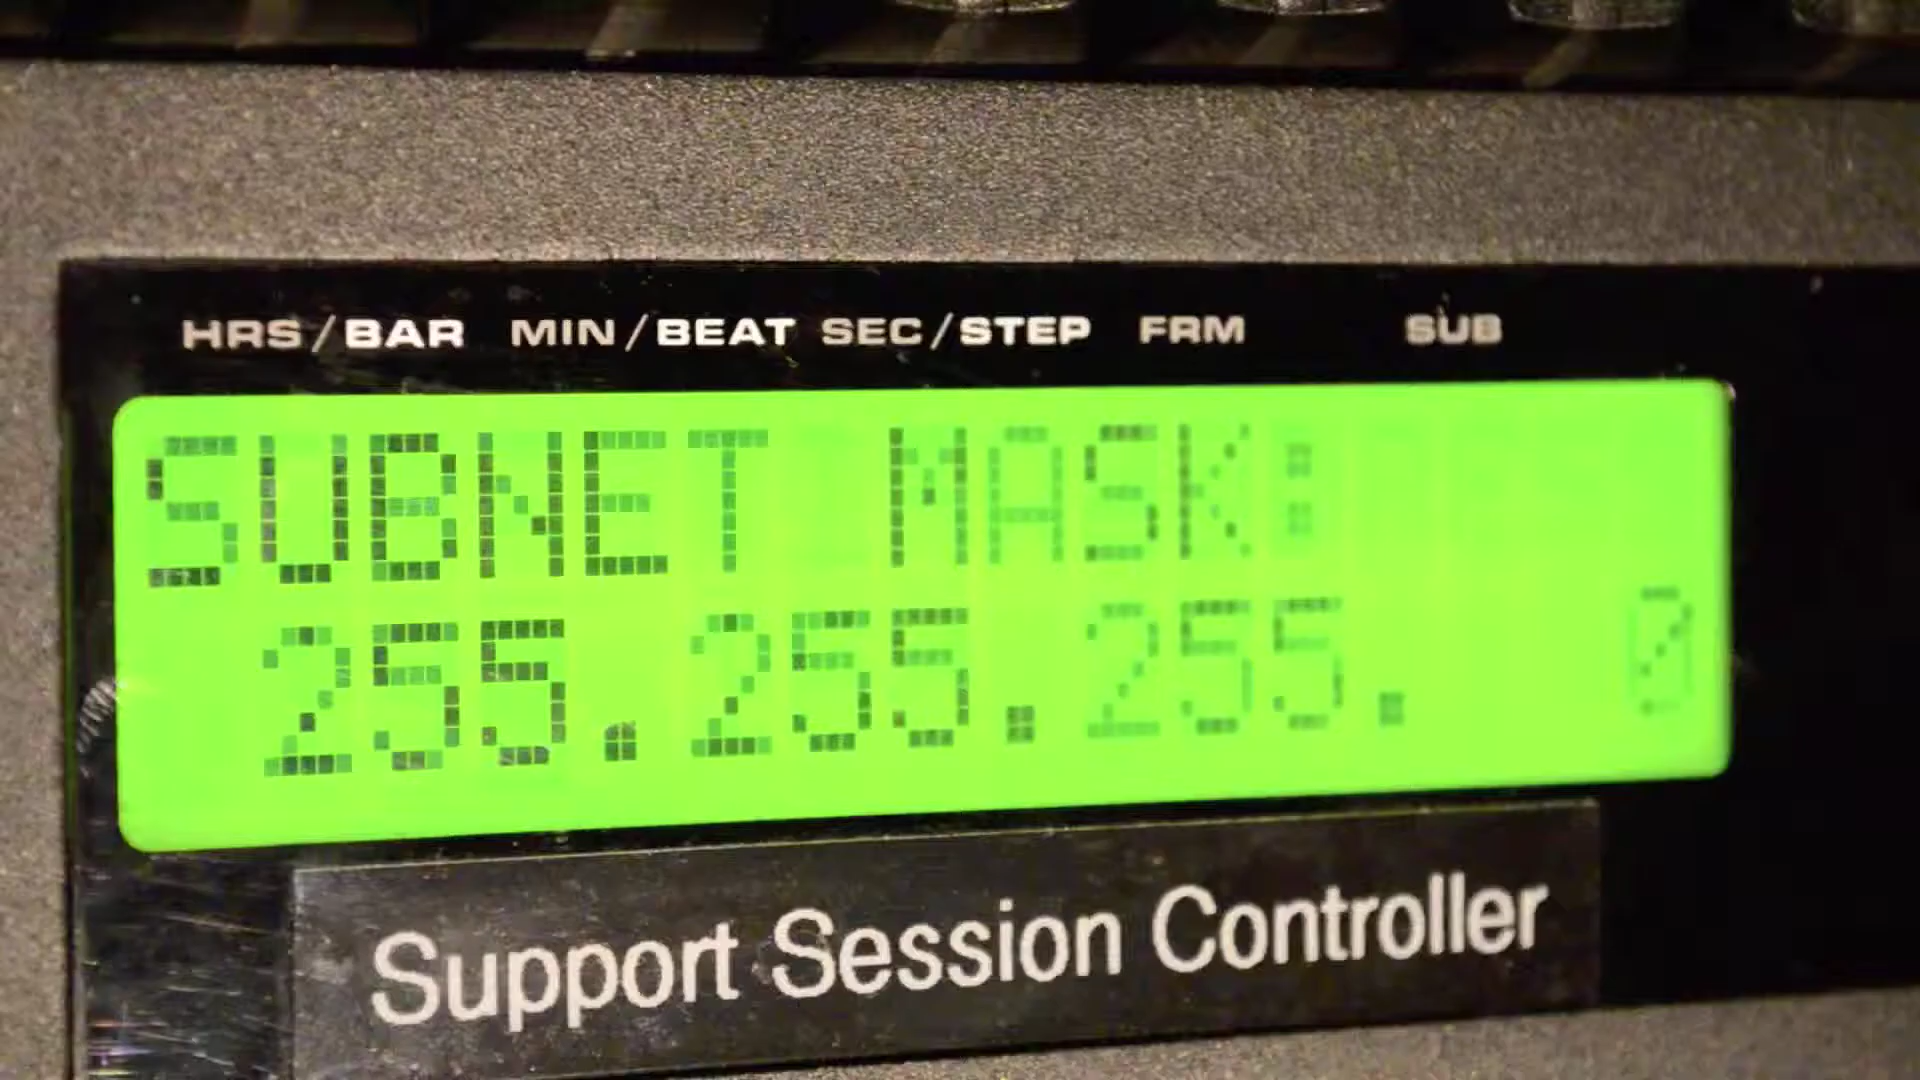 HRS/BAR MIN/BEAT SEC/STEP FRM SUB
SUBNET MASK:
255.255.255. 0
Support Session Controller